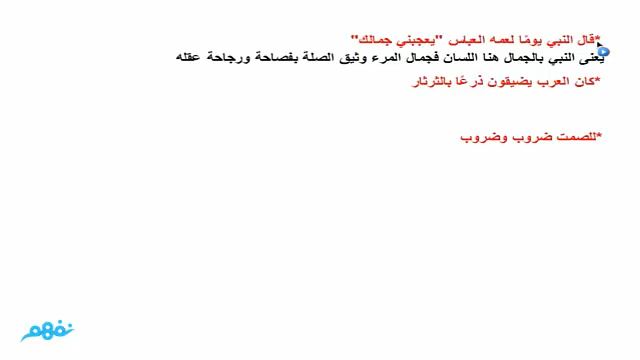 *قال النبي يومًا لعمه العباس "يعجبني جمالك"
يعنى النبي بالجمال هنا اللسان فجمال المرء وثيق الصلة بفصاحة ورجاحة عقله
*كان العرب يضيقون ذرعًا بالثرثار
*للصمت ضروب وضروب
نفهم